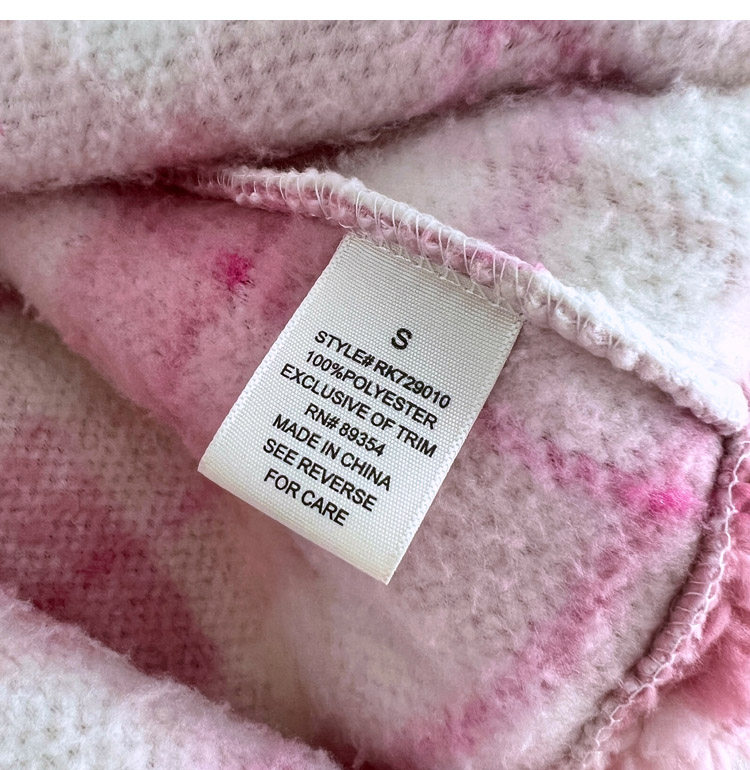 S
STYLE# RK729010
100%POLYESTER
EXCLUSIVE OF TRIM
RN# 89354
MADE IN CHINA
SEE REVERSE
FOR CARE